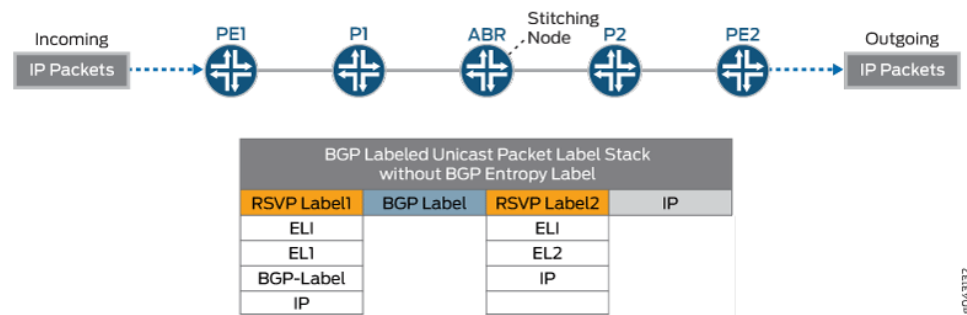 Incoming
IP Packets
PE1
P1
ABR
Stitching
Node
P2
PE2
Outgoing
IP Packets
BGP Labeled Unicast Packet Label Stack
without BGP Entropy Label
RSVP Label1 BGP Label RSVP Label2 IP
ELI ELI
EL1 EL2
BGP-Label IP
IP
g043132